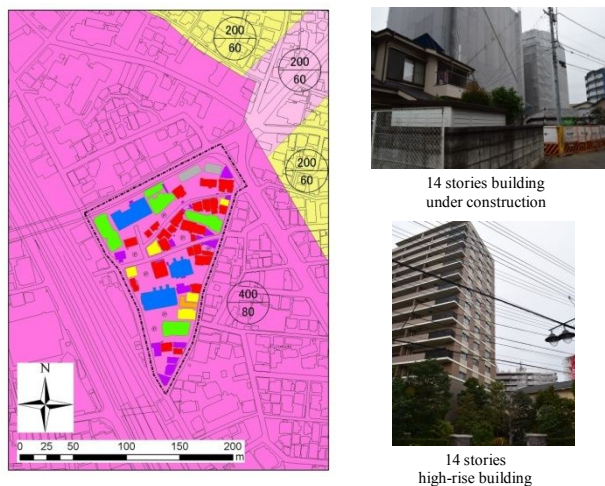 200
60
200
60
200
60
400
80
N
0 25 50 100 150 200
m
14 stories building
under construction
14 stories
high-rise building